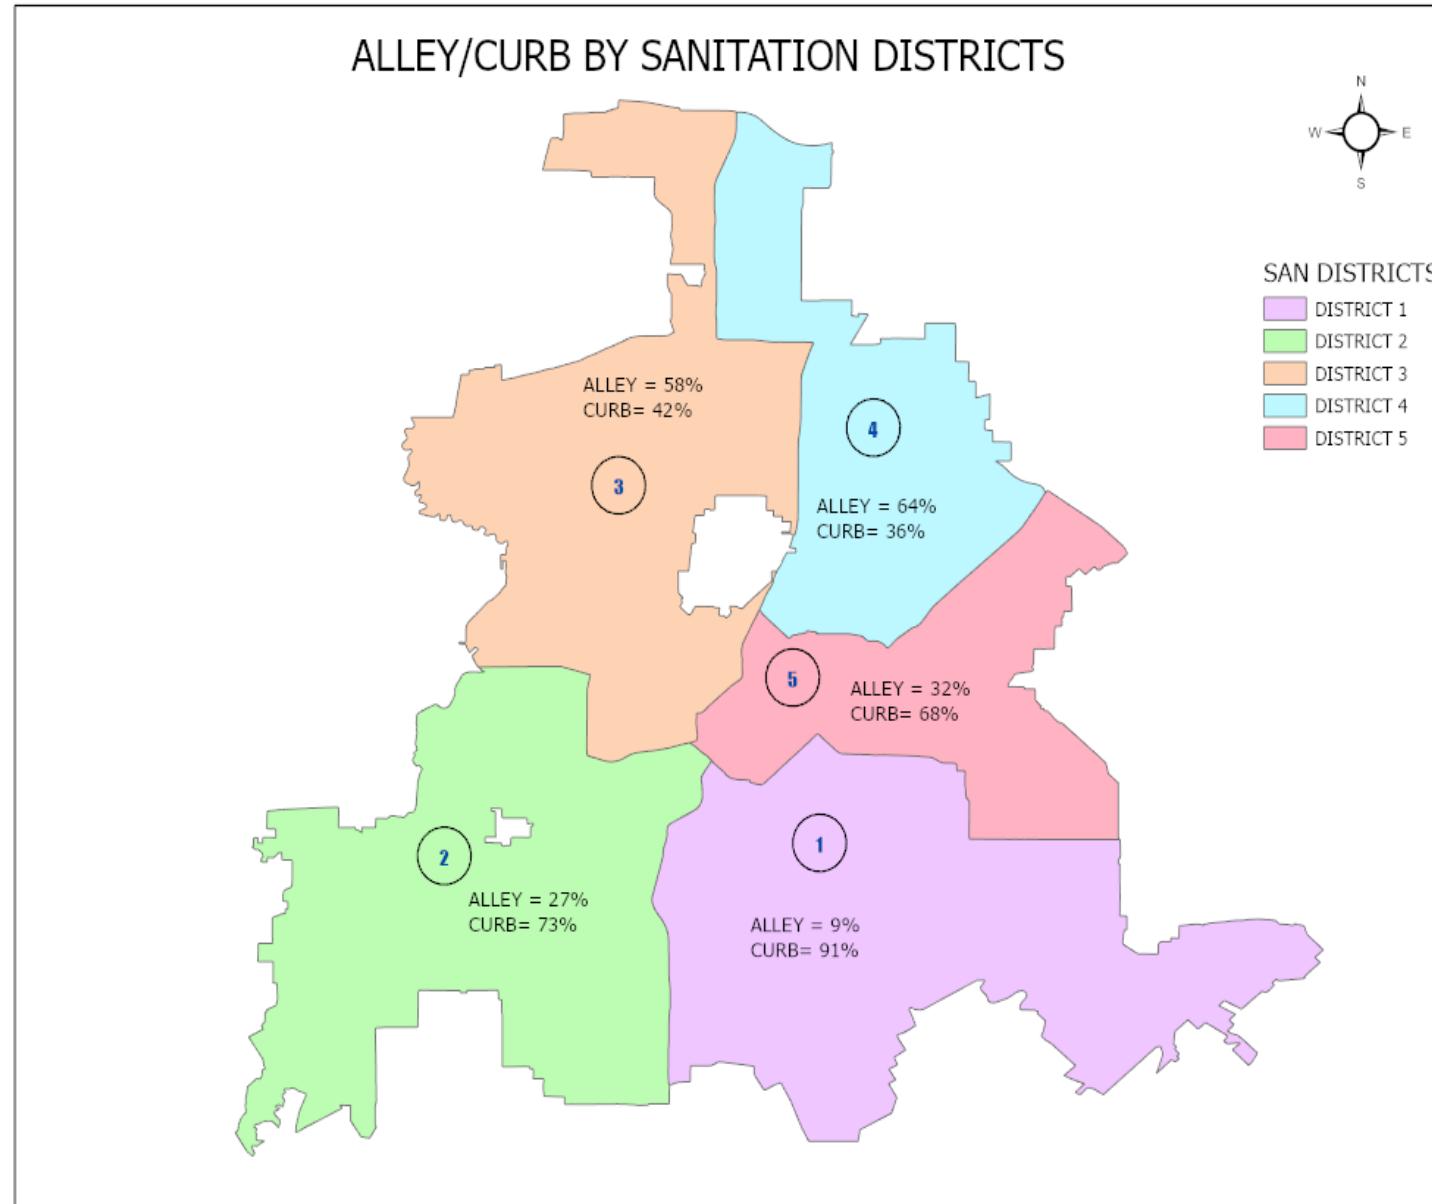 ALLEY/CURB BY SANITATION DISTRICTS
N
W E
S
SAN DISTRICTS
DISTRICT 1
DISTRICT 2
DISTRICT 3
DISTRICT 4
DISTRICT 5
ALLEY = 58%
CURB= 42%
3
4
ALLEY = 64%
CURB= 36%
5
ALLEY = 32%
CURB= 68%
2
ALLEY = 27%
CURB= 73%
1
ALLEY = 9%
CURB= 91%